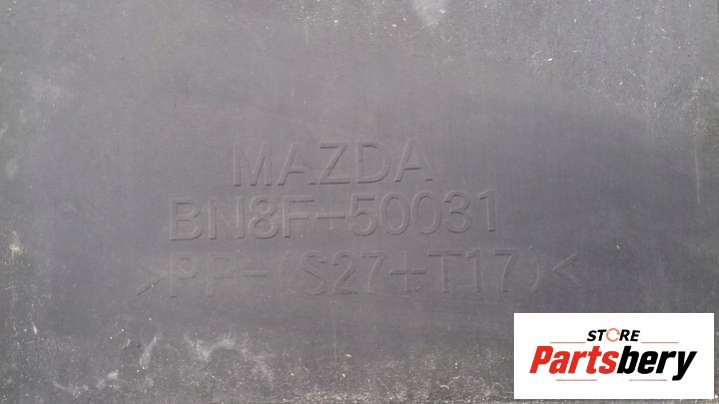 MAZDA
BN8F-50031
>PP-(S27+T17)<
STORE
Partsbery